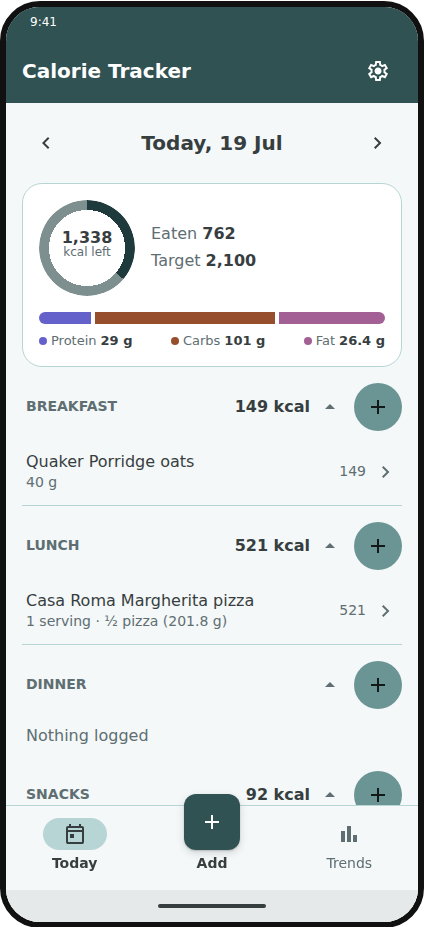 9:41
Calorie Tracker
Today, 19 Jul
1,338
kcal left
Eaten 762
Target 2,100
Protein 29 g Carbs 101 g Fat 26.4 g
BREAKFAST 149 kcal
Quaker Porridge oats
40 g
149
LUNCH 521 kcal
Casa Roma Margherita pizza
1 serving · ½ pizza (201.8 g)
521
DINNER
Nothing logged
SNACKS 92 kcal
Today
Add
Trends